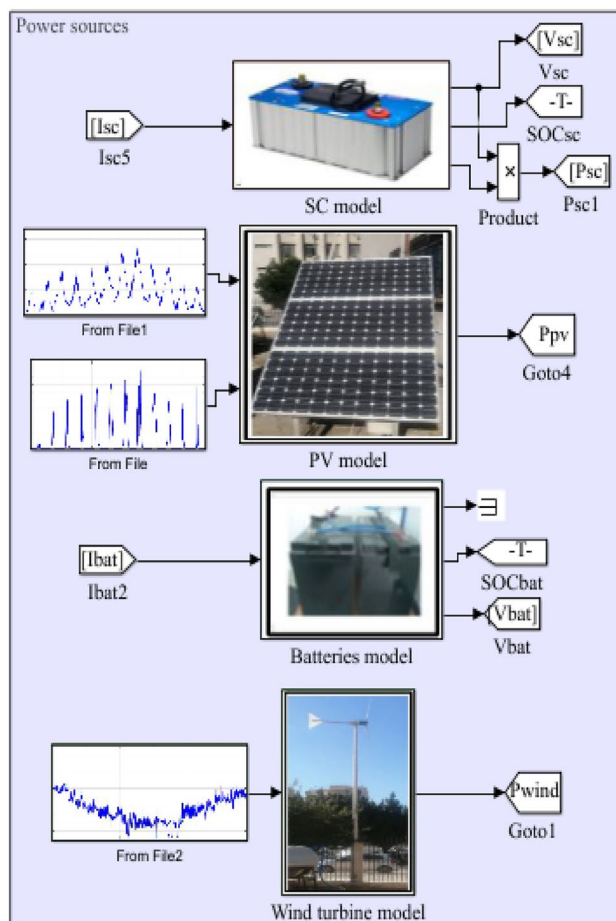 Power sources
[Vsc]
Vsc
[Isc]
Isc5
-T-
SOCsc
SC model
×
Product
[Psc]
Psc1
From File1
Ppv
Goto4
From File
PV model
[Ibat]
Ibat2
-T-
SOCbat
[Vbat]
Vbat
Batteries model
Pwind
Goto1
From File2
Wind turbine model